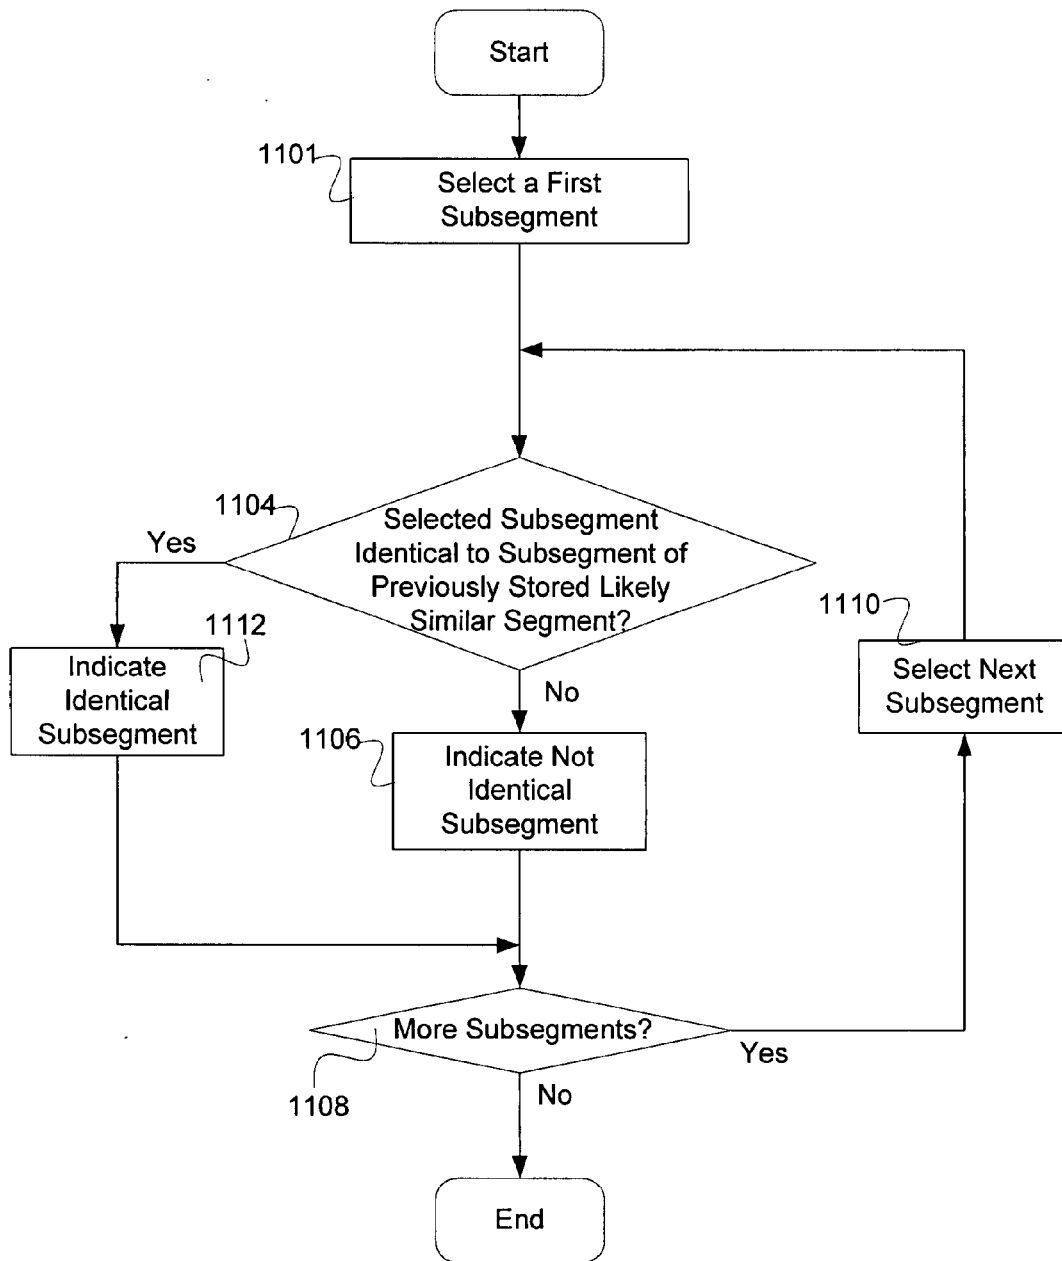 Start
1101
Select a First
Subsegment
1104
Selected Subsegment
Identical to Subsegment of
Previously Stored Likely
Similar Segment?
Yes
1112
Indicate
Identical
Subsegment
No
1106
Indicate Not
Identical
Subsegment
1110
Select Next
Subsegment
More Subsegments?
Yes
1108
No
End